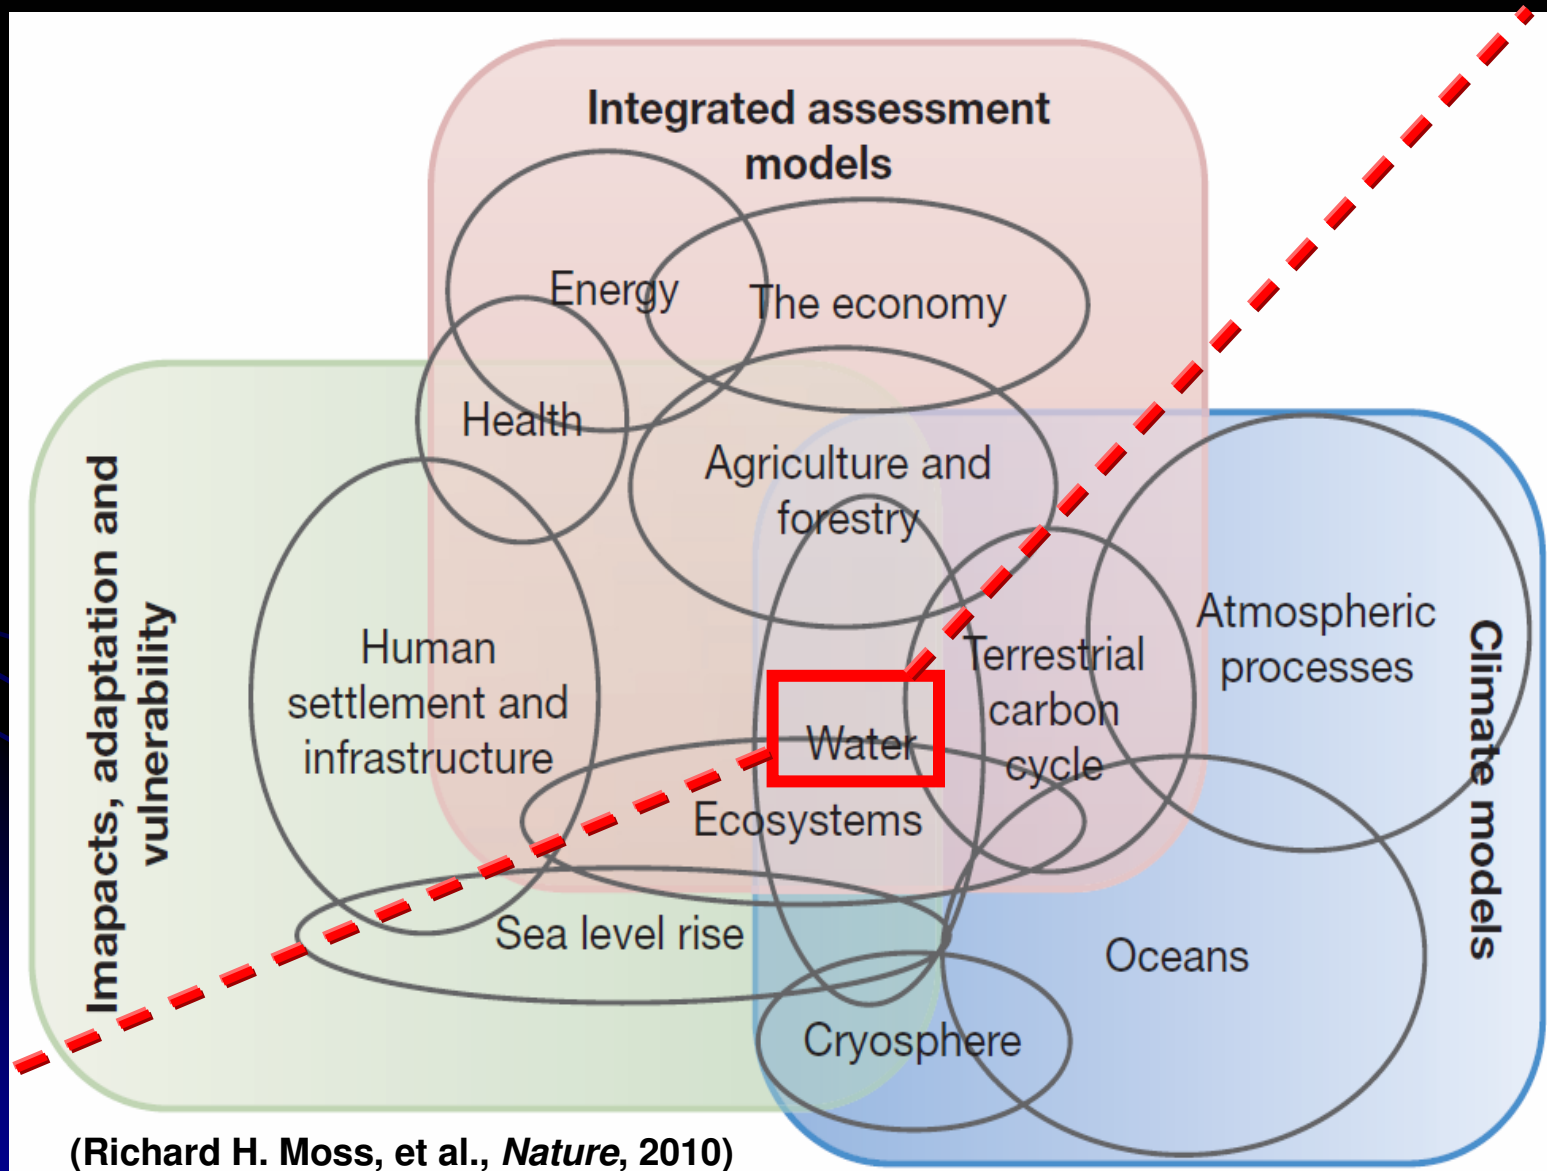 Integrated assessment
models
Energy
The economy
Health
Agriculture and
forestry
Imapacts, adaptation and
vulnerability
Human
settlement and
infrastructure
Water
Terrestrial
carbon
cycle
Atmospheric
processes
Climate models
Ecosystems
Sea level rise
Oceans
Cryosphere
(Richard H. Moss, et al., Nature, 2010)